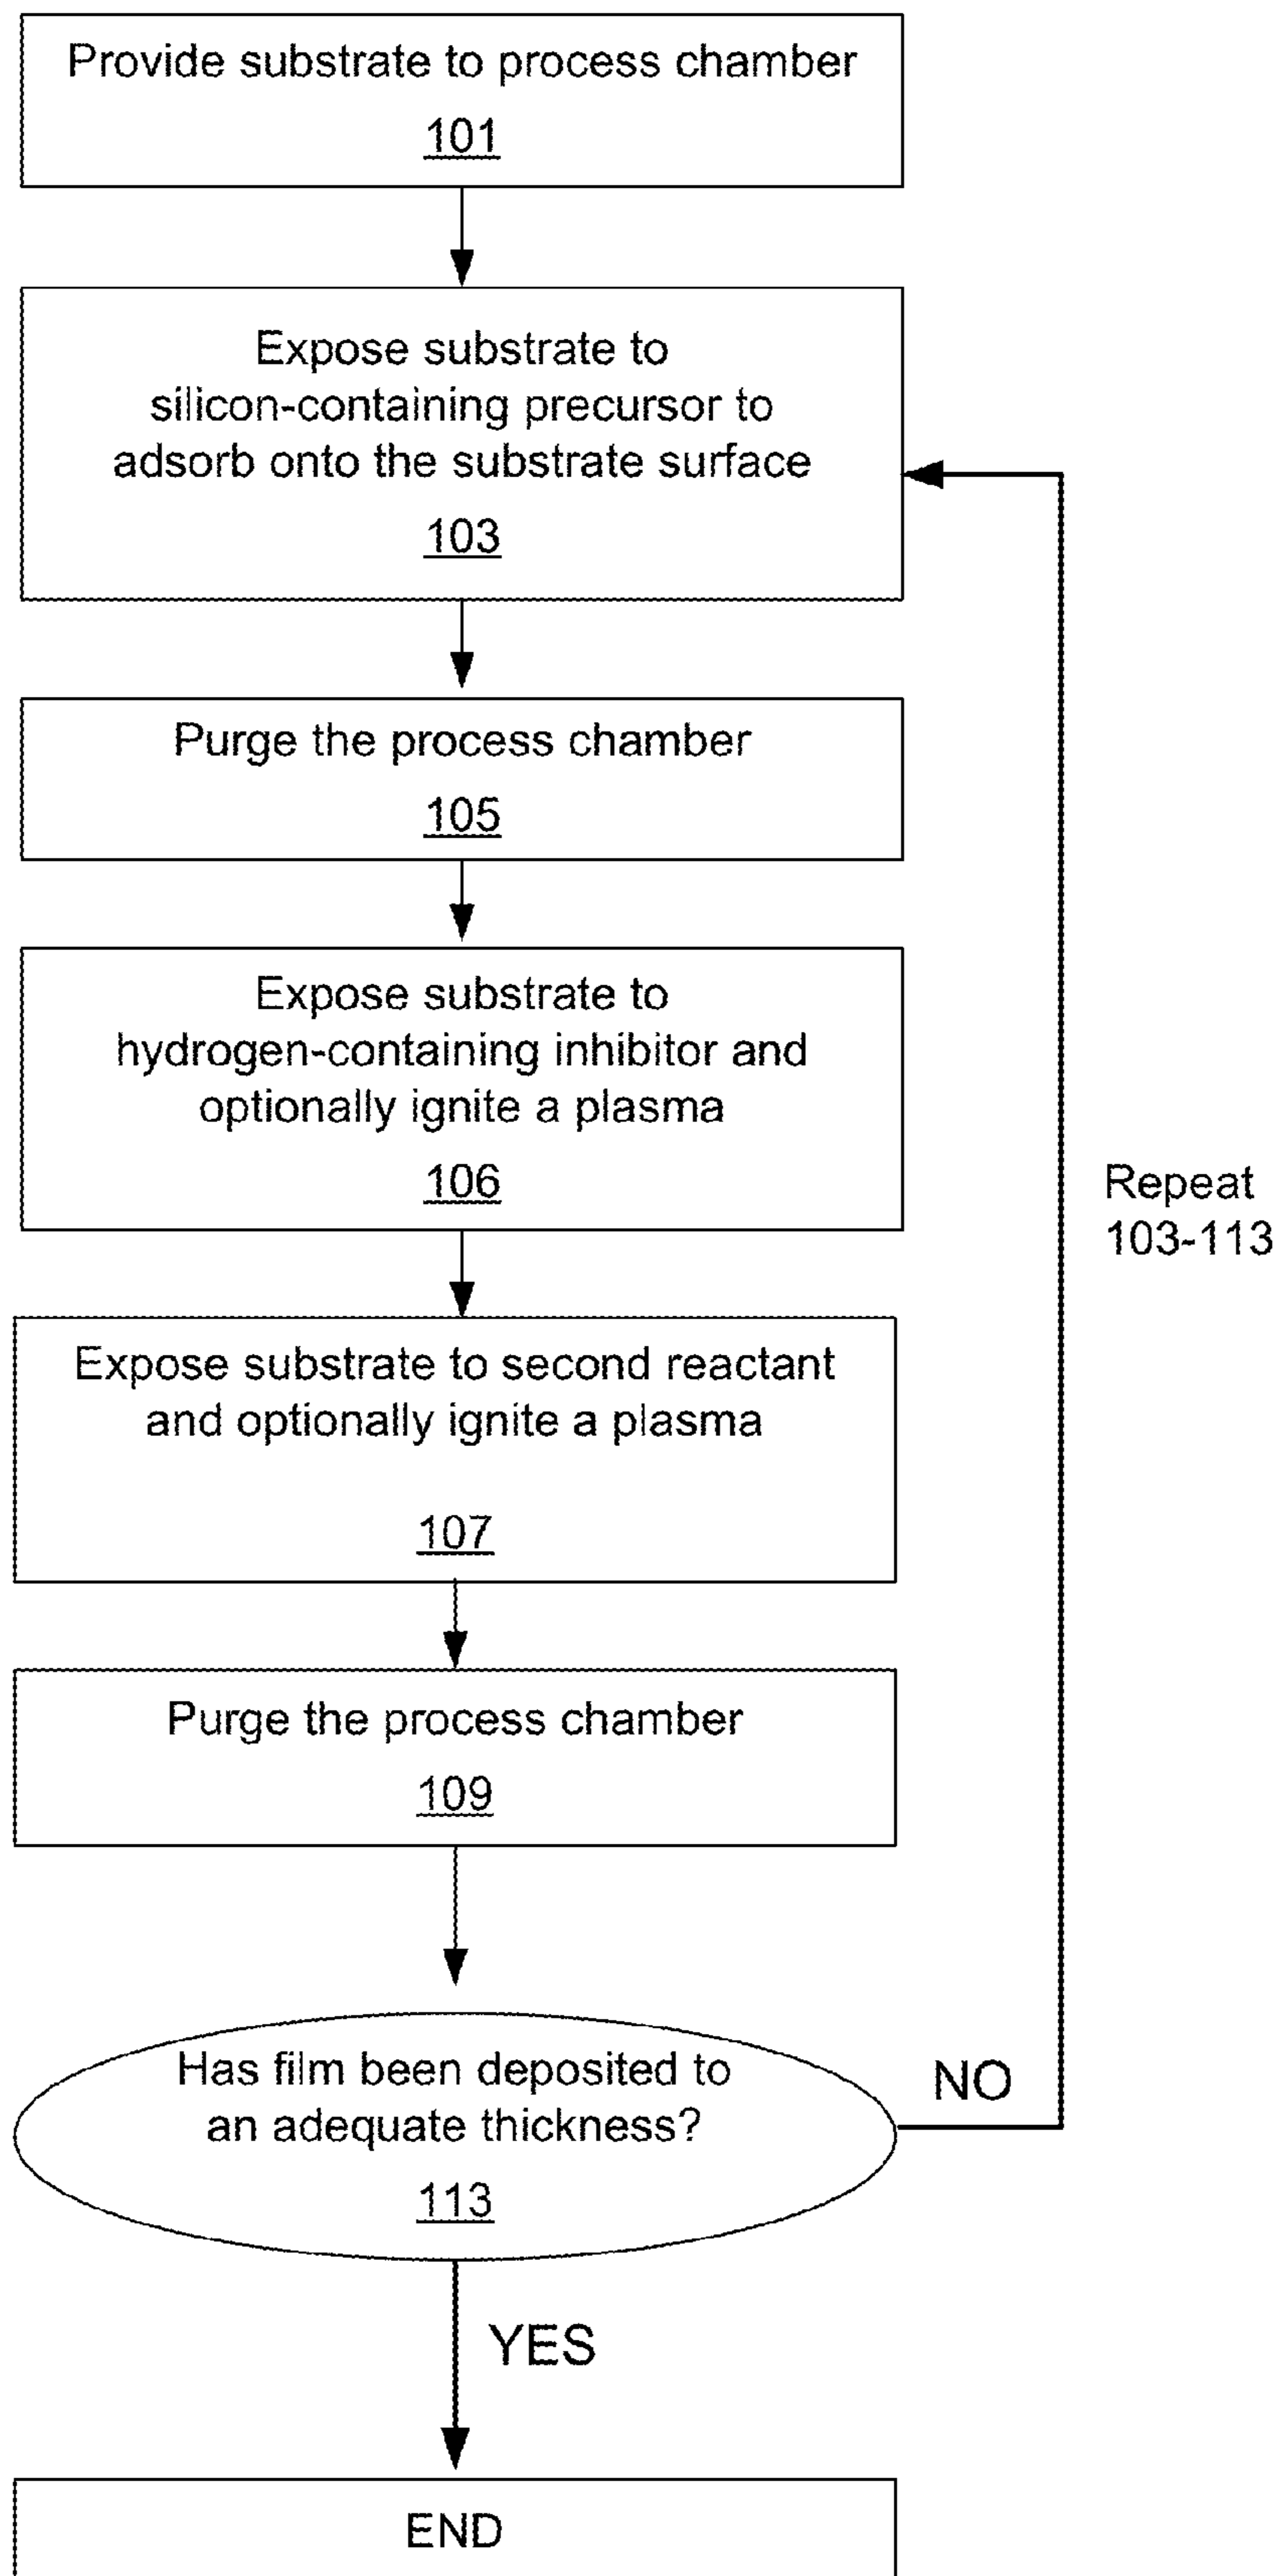 Provide substrate to process chamber
101
Expose substrate to
silicon-containing precursor to
adsorb onto the substrate surface
103
Purge the process chamber
105
Expose substrate to
hydrogen-containing inhibitor and
optionally ignite a plasma
106
Repeat
103-113
Expose substrate to second reactant
and optionally ignite a plasma
107
Purge the process chamber
109
Has film been deposited to
an adequate thickness?
113
NO
YES
END